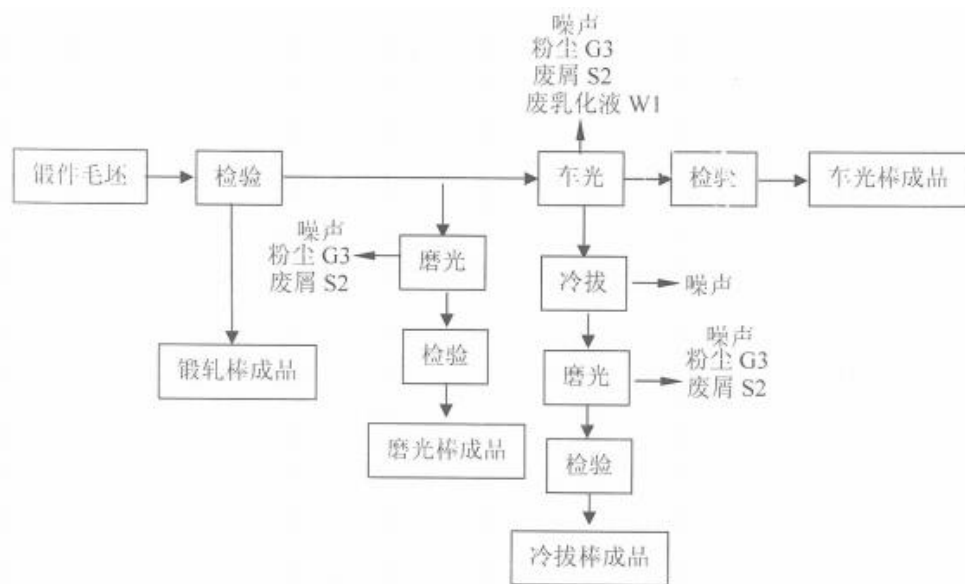 噪声
粉尘 G3
废屑 S2
废乳化液 W1
锻件毛坯
检验
车光
检验
车光棒成品
噪声
粉尘 G3
废屑 S2
磨光
冷拔
噪声
锻轧棒成品
检验
磨光
噪声
粉尘 G3
废屑 S2
磨光棒成品
检验
冷拔棒成品